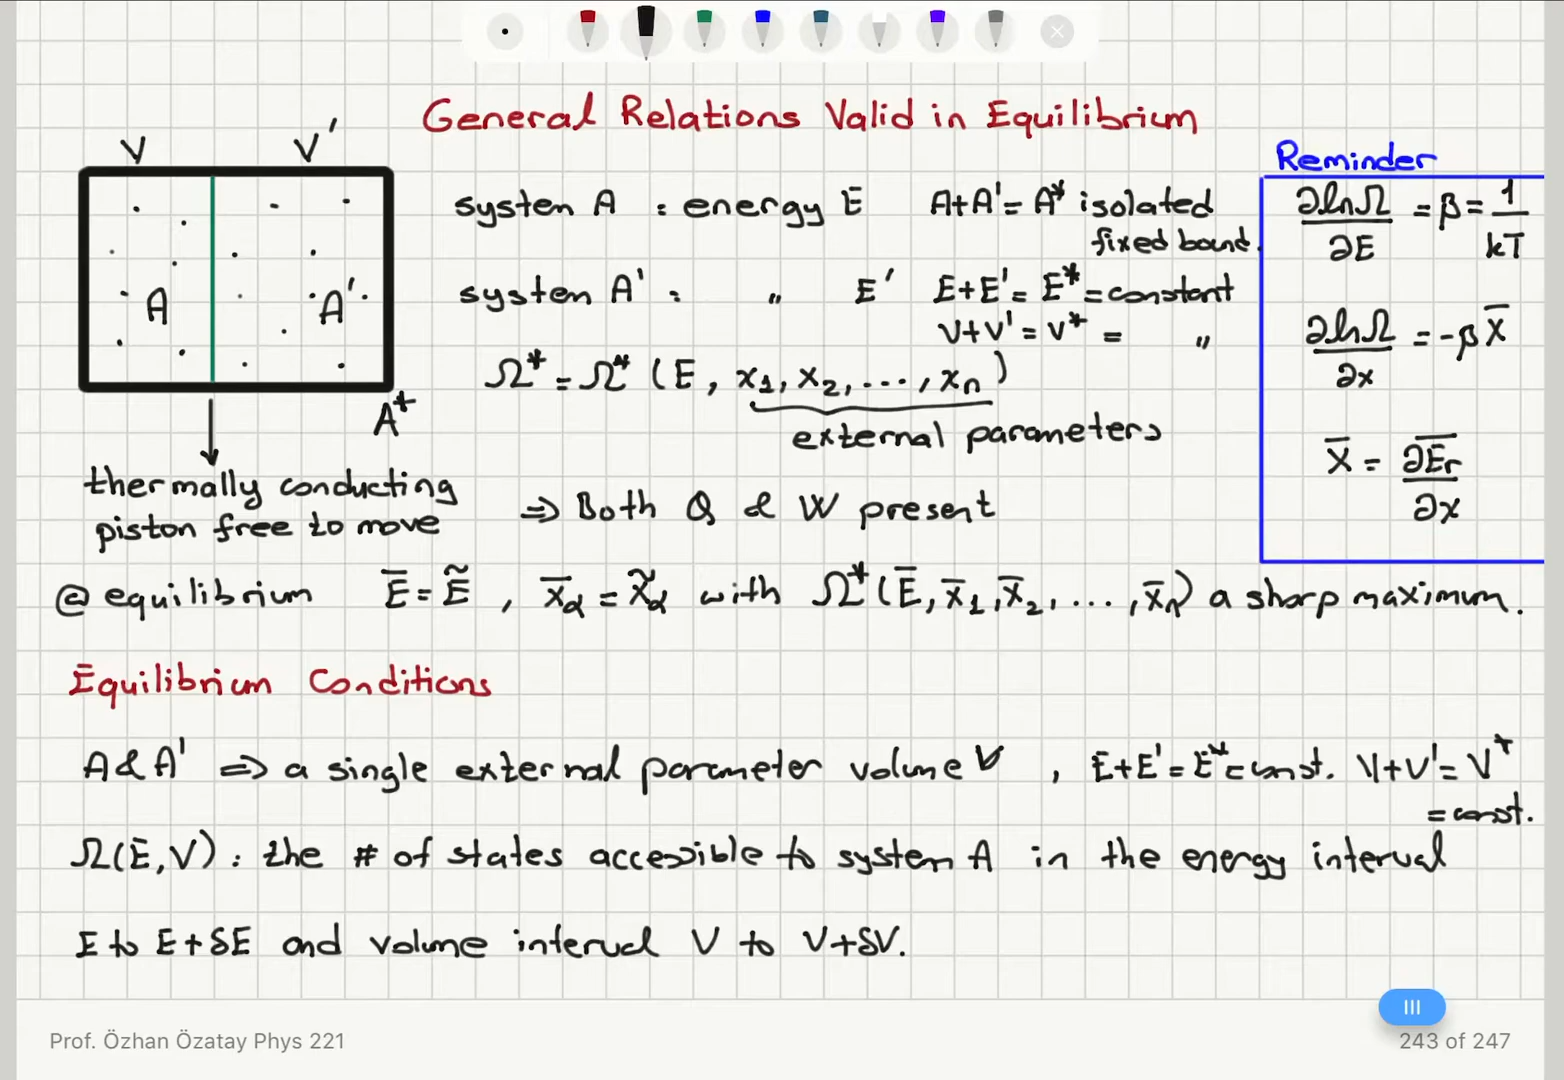 General Relations Valid in Equilibrium
V V'
A A'
A*
thermally conducting
piston free to move
system A : energy E A+A'= A* isolated
fixed bound.
system A' : " E' E+E'= E*=constant
V+V'= V* = "
Ω* = Ω* (E, x1, x2, ..., xn)
external parameters
⇒ Both Q & W present
Reminder
∂lnΩ/∂E = β = 1/kT
∂lnΩ/∂x = -βX̄
X̄ = ∂Er/∂x
@ equilibrium Ē = Ẽ , x̄α = x̃α with Ω*(Ē, x̄1, x̄2, ..., x̄n) a sharp maximum.
Equilibrium Conditions
A & A' ⇒ a single external parameter volume V , E+E'= E*=const. V+V'= V*
= const.
Ω(E,V) : the # of states accessible to system A in the energy interval
E to E+δE and volume interval V to V+δV.
Prof. Özhan Özatay Phys 221
243 of 247